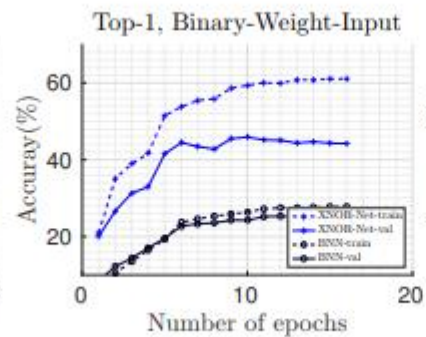 Top-1, Binary-Weight-Input
Accuray(%)
60
40
20
XNOR-Net-train
XNOR-Net-val
BNN-train
BNN-val
0 10 20
Number of epochs